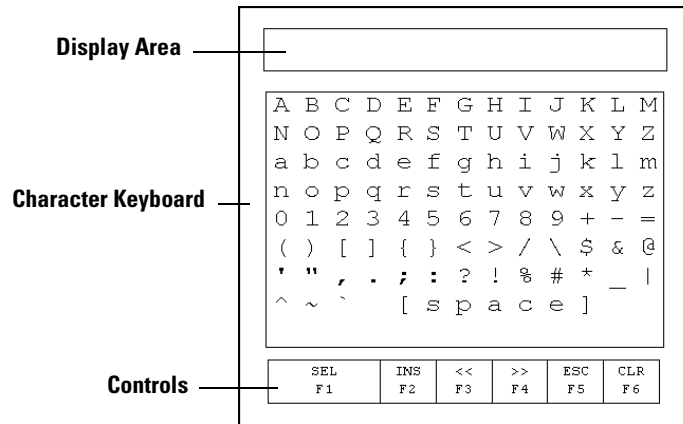 Display Area
A B C D E F G H I J K L M
N O P Q R S T U V W X Y Z
a b c d e f g h i j k l m
n o p q r s t u v w x y z
Character Keyboard
0 1 2 3 4 5 6 7 8 9 + - =
( ) [ ] { } < > / \ $ & @
' " , . ; : ? ! % # * _ |
^ ~ ` [ s p a c e ]
Controls
SEL INS << >> ESC CLR
F1 F2 F3 F4 F5 F6